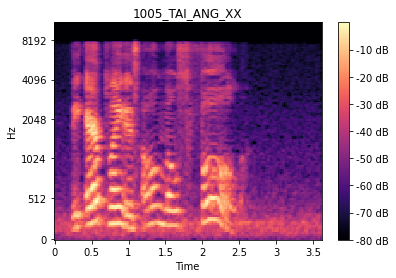 1005_TAI_ANG_XX
8192
4096
2048
1024
512
0
Hz
0 0.5 1 1.5 2 2.5 3 3.5
Time
-10 dB
-20 dB
-30 dB
-40 dB
-50 dB
-60 dB
-70 dB
-80 dB